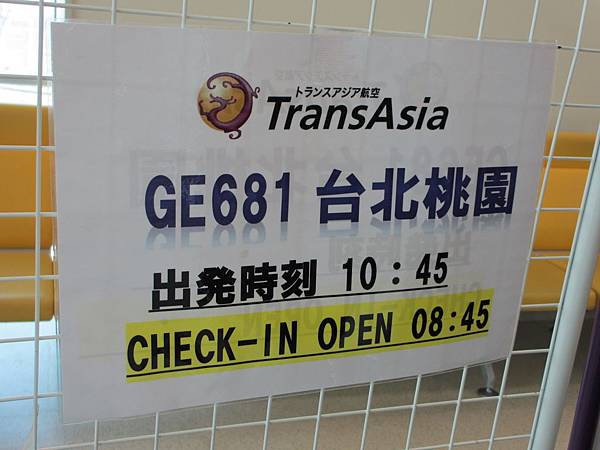 トランスアジア航空
TransAsia
GE681 台北桃園
出発時刻 10：45
CHECK-IN OPEN 08:45